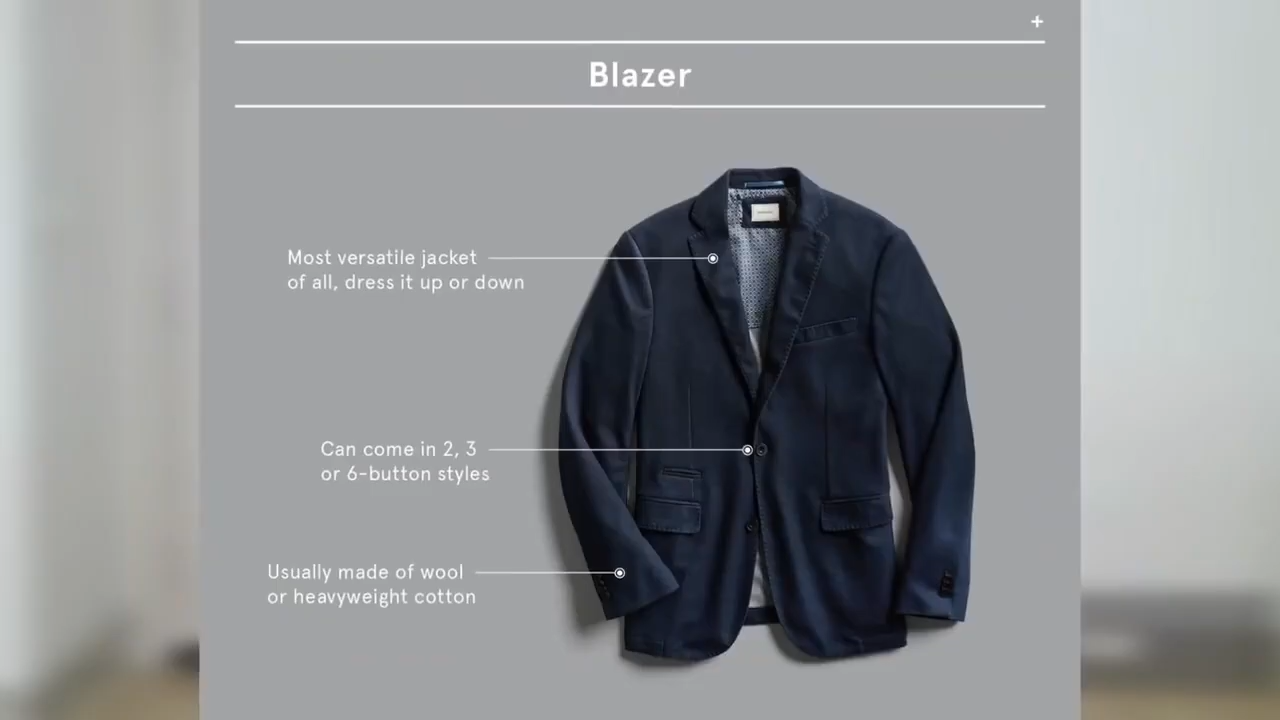 +
Blazer
Most versatile jacket
of all, dress it up or down
Can come in 2, 3
or 6-button styles
Usually made of wool
or heavyweight cotton